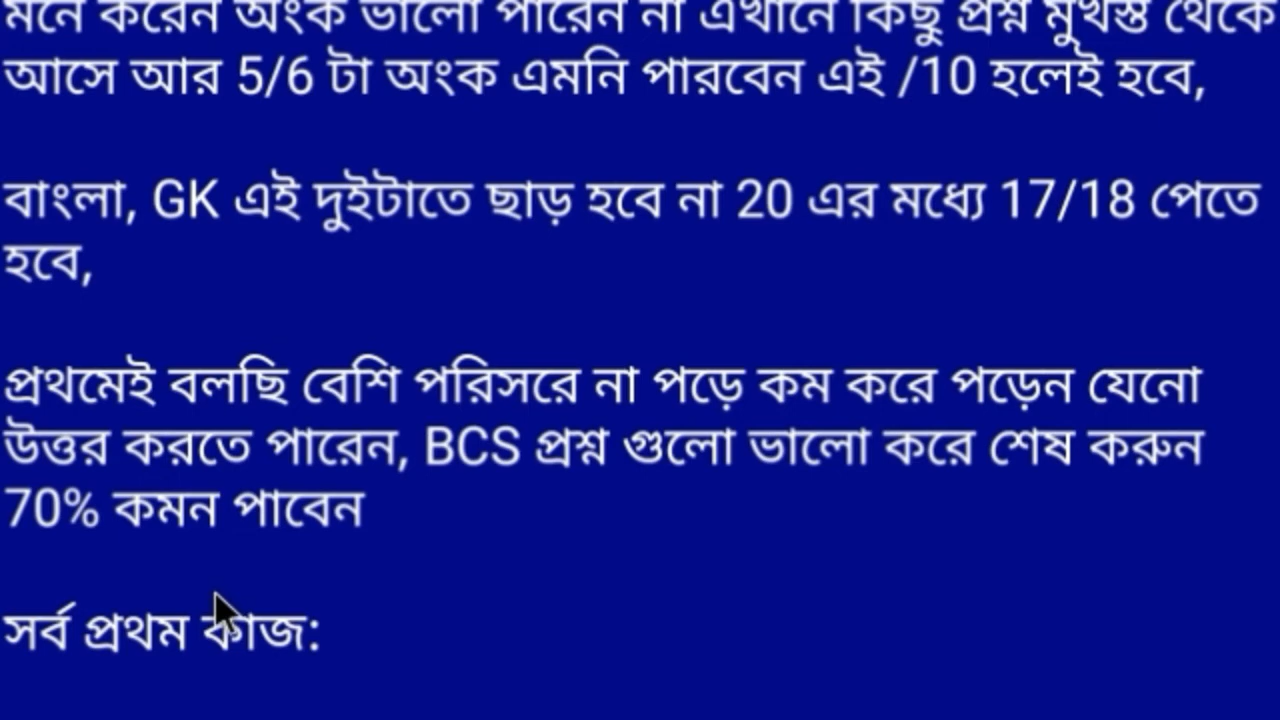 মনে করেন অংক ভালো পারেন না এখানে কিছু প্রশ্ন মুখস্ত থেকে
আসে আর 5/6 টা অংক এমনি পারবেন এই /10 হলেই হবে,
বাংলা, GK এই দুইটাতে ছাড় হবে না 20 এর মধ্যে 17/18 পেতে
হবে,
প্রথমেই বলছি বেশি পরিসরে না পড়ে কম করে পড়েন যেনো
উত্তর করতে পারেন, BCS প্রশ্ন গুলো ভালো করে শেষ করুন
70% কমন পাবেন
সর্ব প্রথম কাজ: